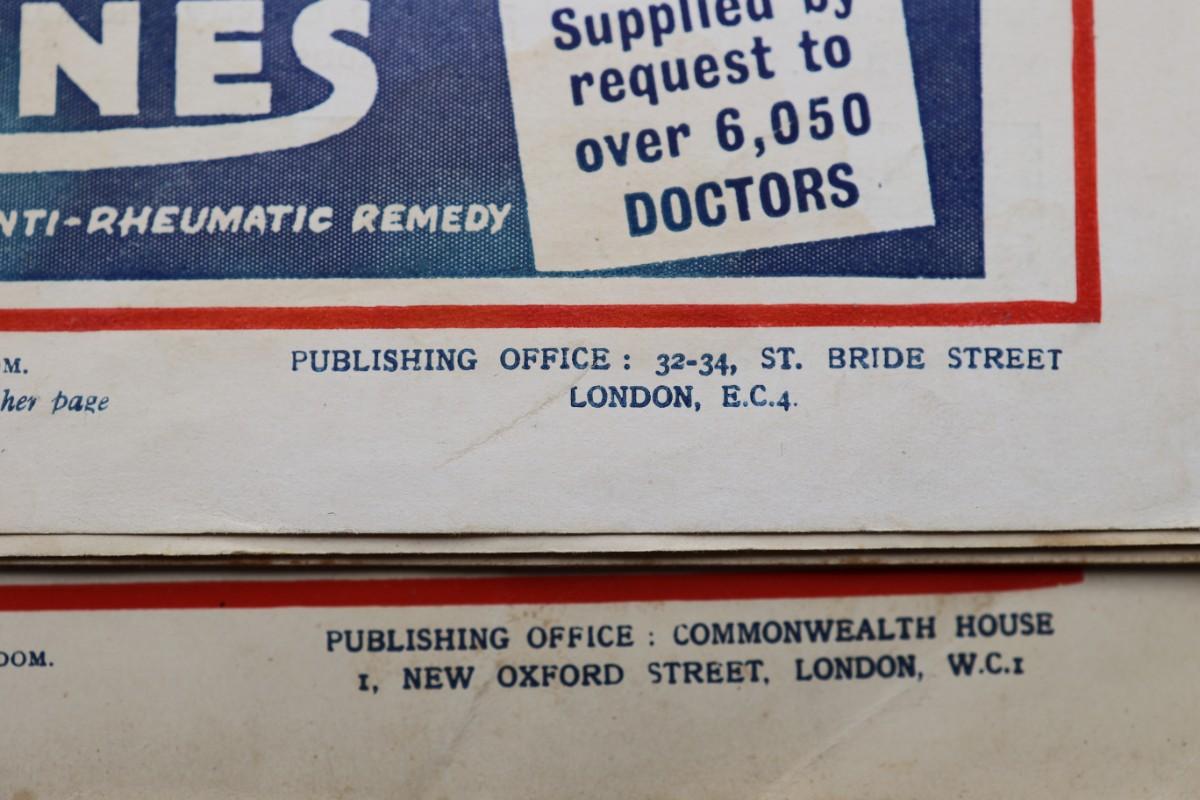 NES
Supplied by
request to
over 6,050
DOCTORS
NTI-RHEUMATIC REMEDY
OM.
her page
PUBLISHING OFFICE : 32-34, ST. BRIDE STREET
LONDON, E.C.4.
DOM.
PUBLISHING OFFICE : COMMONWEALTH HOUSE
1, NEW OXFORD STREET, LONDON, W.C.1